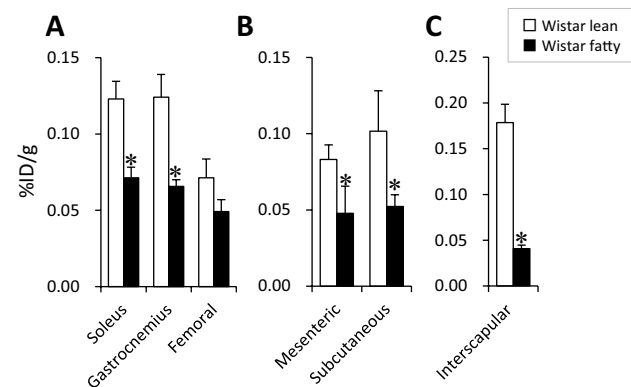 A
B
C
Wistar lean
Wistar fatty
%ID/g
0.15
0.10
0.05
0.00
*
*
Soleus
Gastrocnemius
Femoral
0.15
0.10
0.05
0.00
*
*
Mesenteric
Subcutaneous
0.25
0.20
0.15
0.10
0.05
0.00
*
Interscapular